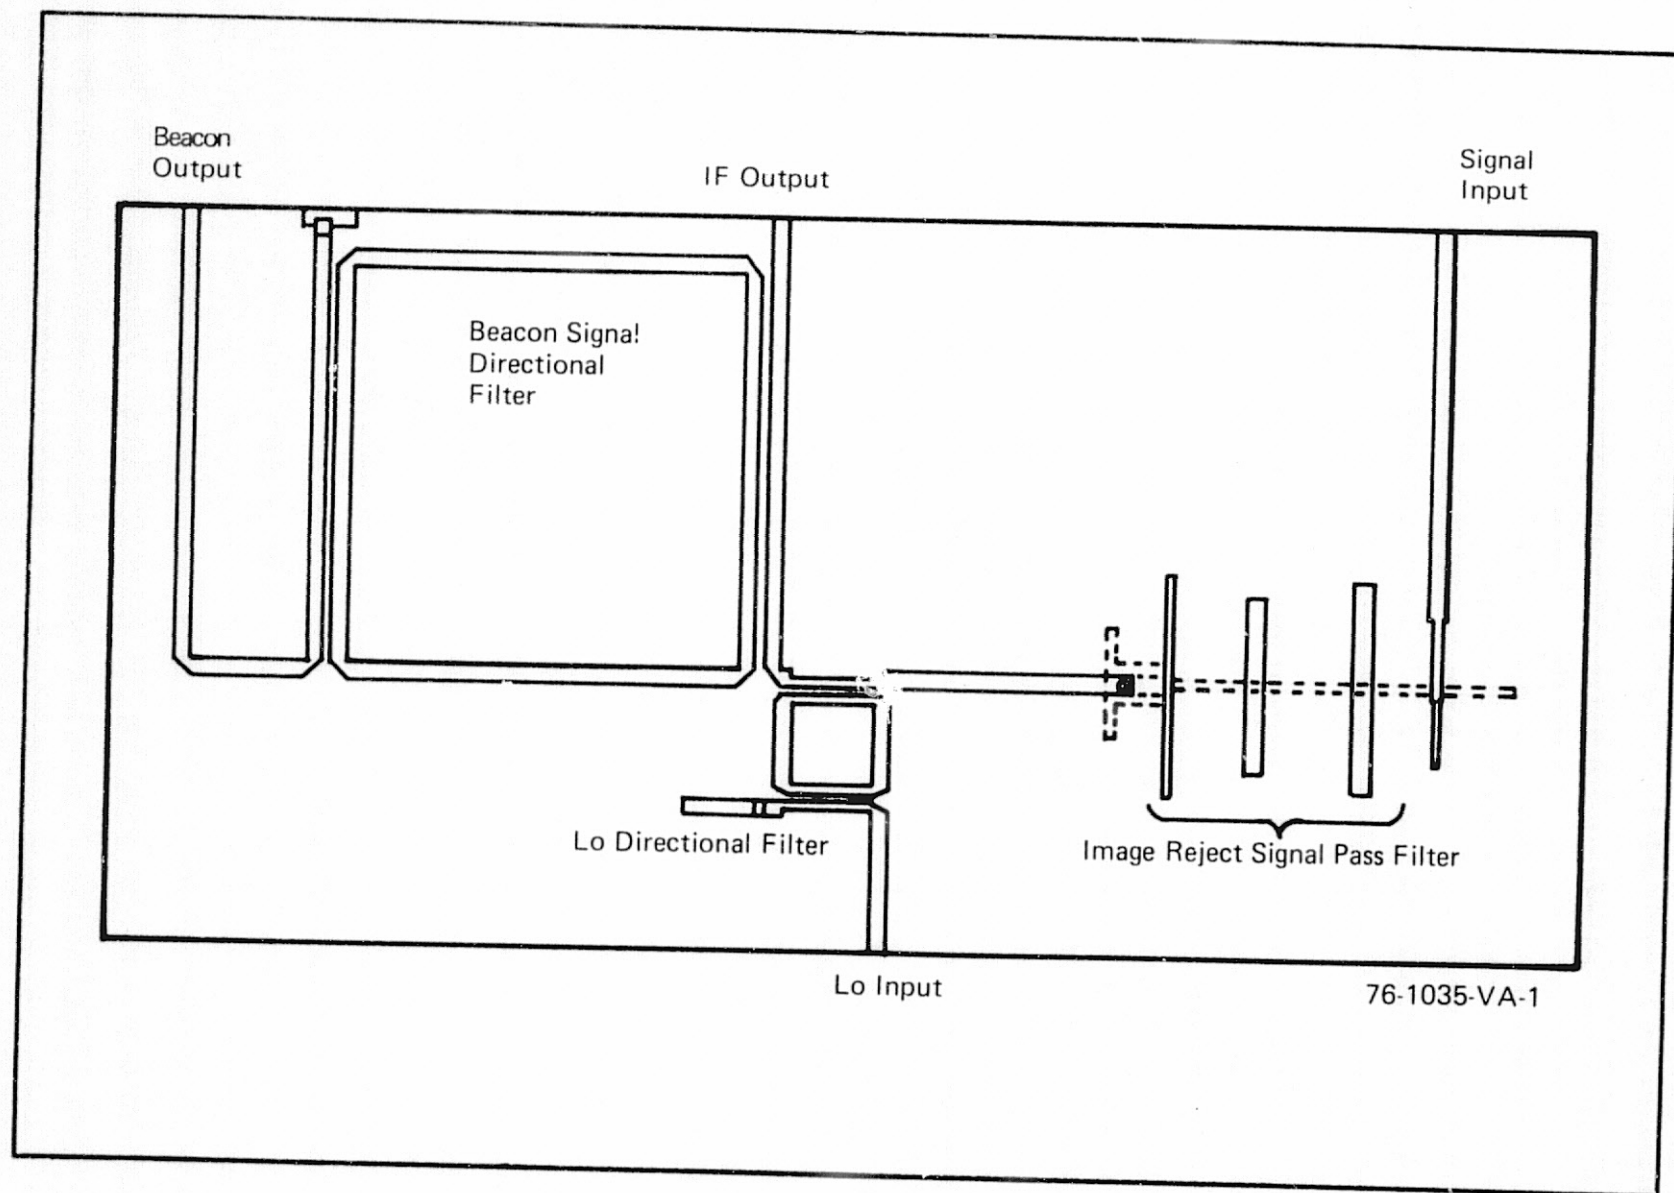 Beacon
Output
IF Output
Signal
Input
Beacon Signa!
Directional
Filter
Lo Directional Filter
Image Reject Signal Pass Filter
Lo Input
76-1035-VA-1